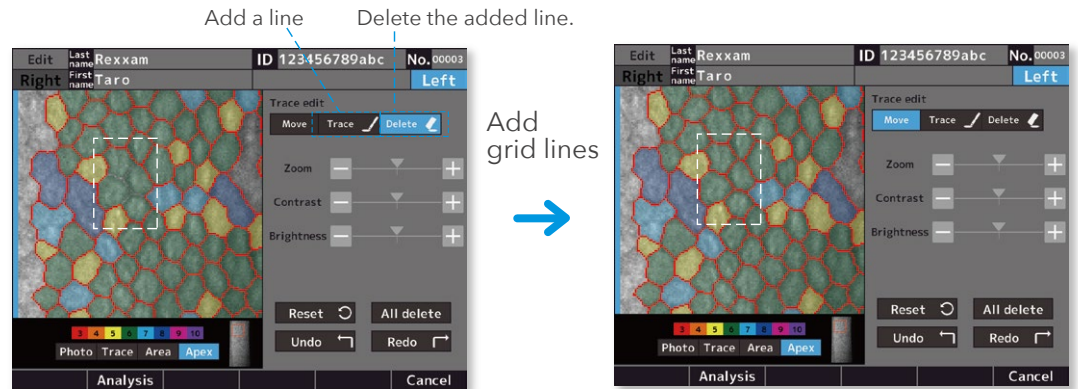 Add a line
Delete the added line.
Edit Last name Rexxam ID 123456789abc No. 00003
Right First name Taro Left
Trace edit
Move Trace Delete
Zoom
Contrast
Brightness
3 4 5 6 7 8 9 10
Photo Trace Area Apex
Reset All delete
Undo Redo
Analysis Cancel
Add
grid lines
Edit Last name Rexxam ID 123456789abc No. 00003
Right First name Taro Left
Trace edit
Move Trace Delete
Zoom
Contrast
Brightness
3 4 5 6 7 8 9 10
Photo Trace Area Apex
Reset All delete
Undo Redo
Analysis Cancel